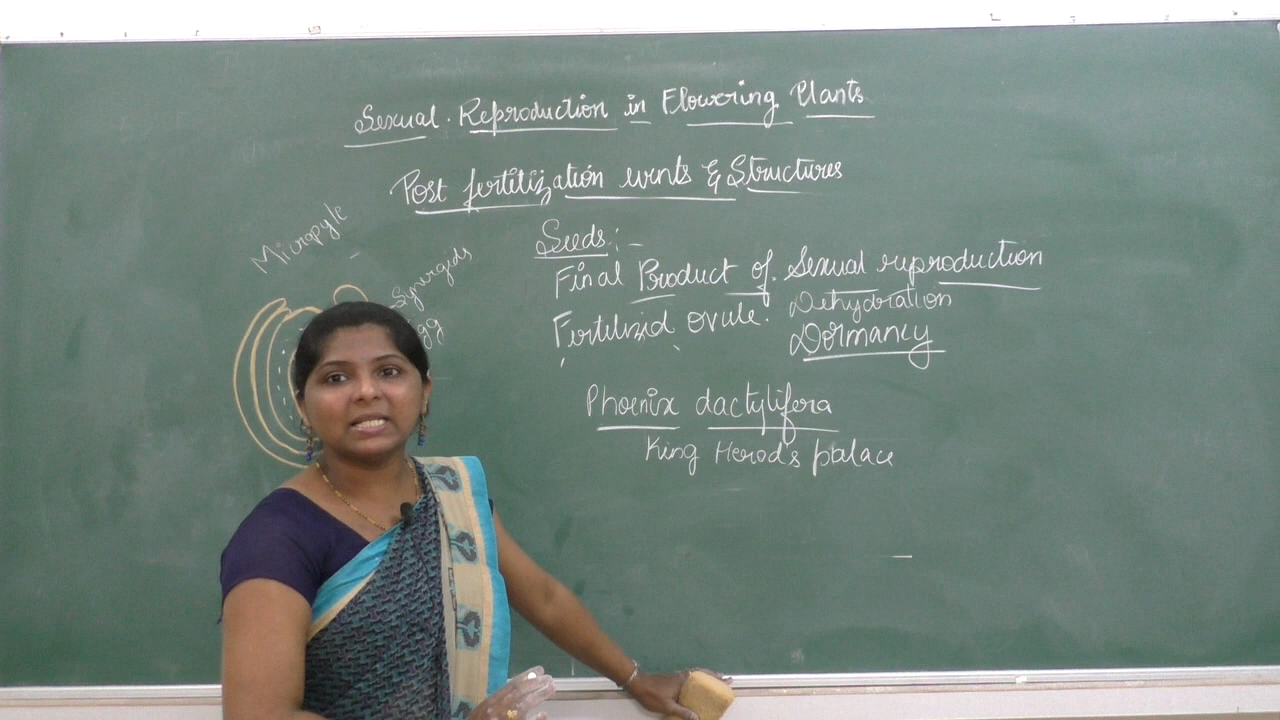 Sexual Reproduction in Flowering Plants
Post fertilization events & Structures
Micropyle
Synergids
gg
Seeds :-
Final Product of Sexual reproduction
Fertilized ovule. Dehydration
Dormancy
Phoenix dactylifera
King Herods palace